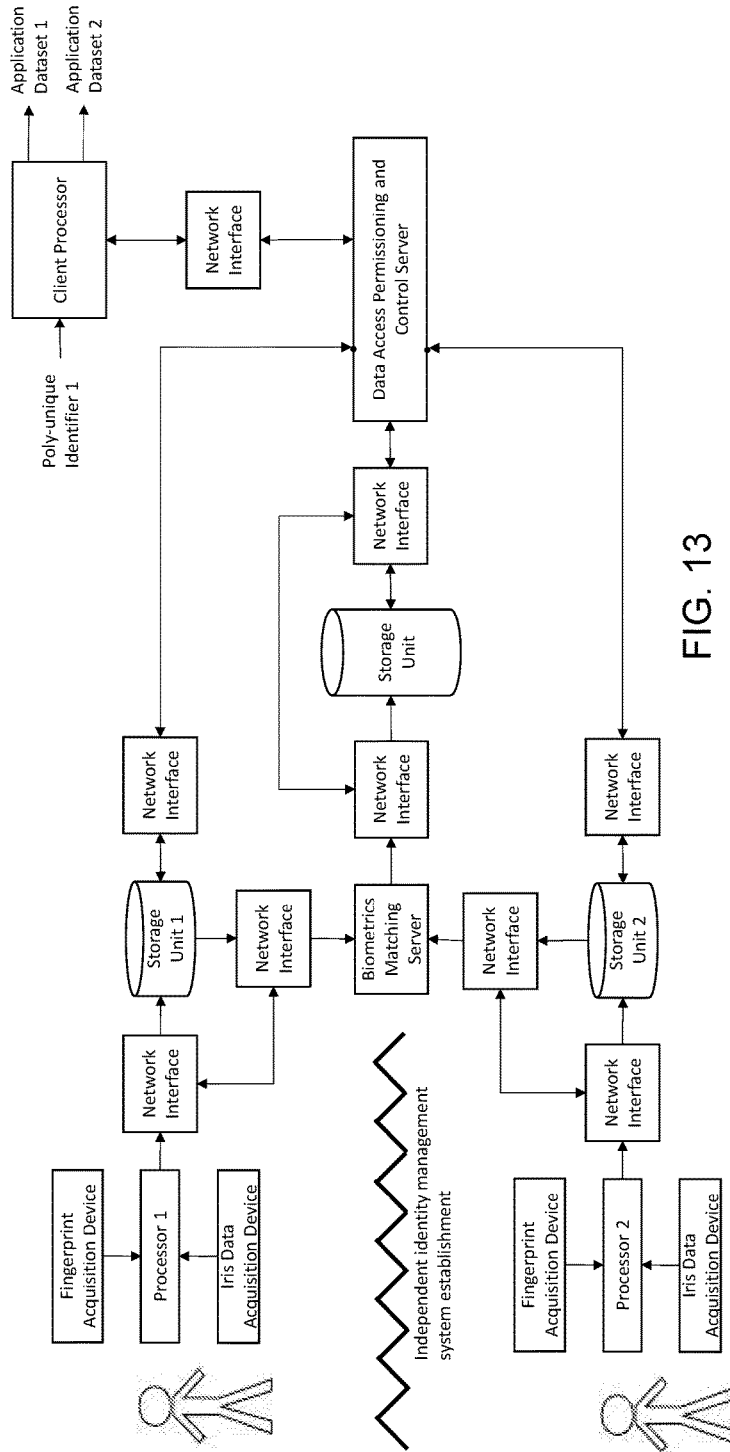 Fingerprint
Acquisition Device
Processor 1
Iris Data
Acquisition Device
Network
Interface
Storage
Unit 1
Network
Interface
Network
Interface
Poly-unique
Identifier 1
Client Processor
Application
Dataset 1
Application
Dataset 2
Network
Interface
Independent identity management
system establishment
Biometrics
Matching
Server
Network
Interface
Storage
Unit
Network
Interface
Data Access Permissioning and
Control Server
Fingerprint
Acquisition Device
Processor 2
Iris Data
Acquisition Device
Network
Interface
Network
Interface
Storage
Unit 2
Network
Interface
FIG. 13